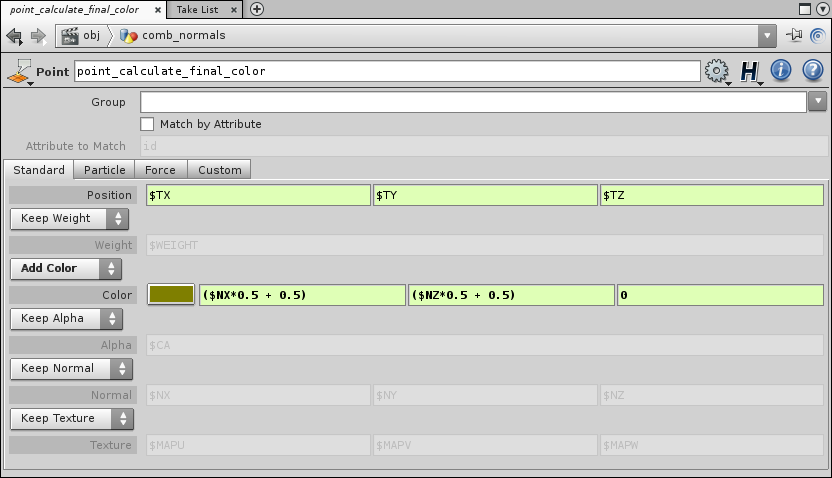 point_calculate_final_color × Take List ×
obj comb_normals
Point point_calculate_final_color H i ?
Group
Match by Attribute
Attribute to Match id
Standard Particle Force Custom
Position $TX $TY $TZ
Keep Weight
Weight $WEIGHT
Add Color
Color ($NX*0.5 + 0.5) ($NZ*0.5 + 0.5) 0
Keep Alpha
Alpha $CA
Keep Normal
Normal $NX $NY $NZ
Keep Texture
Texture $MAPU $MAPV $MAPW